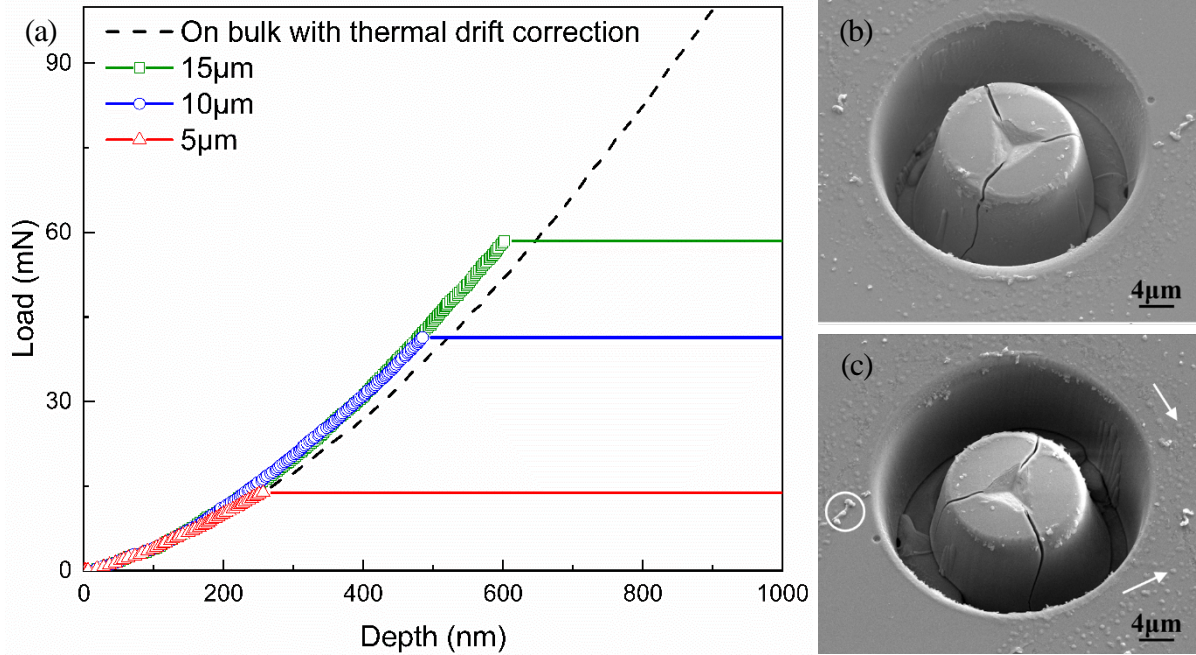 (a)
On bulk with thermal drift correction
15μm
10μm
5μm
90
60
30
0
Load (mN)
0
200
400
600
800
1000
Depth (nm)
(b)
4μm
(c)
4μm